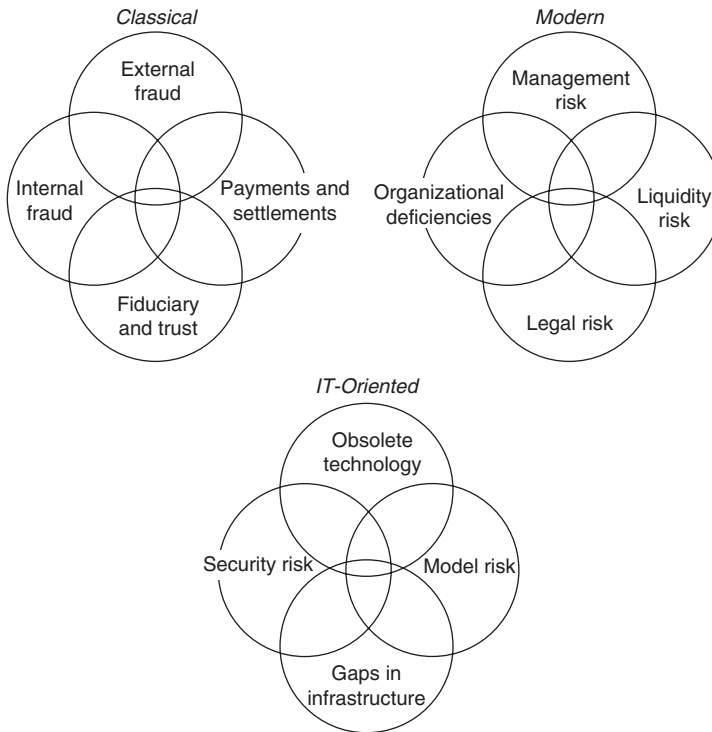 Classical
External
fraud
Internal
fraud
Payments and
settlements
Fiduciary
and trust
Modern
Management
risk
Organizational
deficiencies
Liquidity
risk
Legal risk
IT-Oriented
Obsolete
technology
Security risk
Model risk
Gaps in
infrastructure